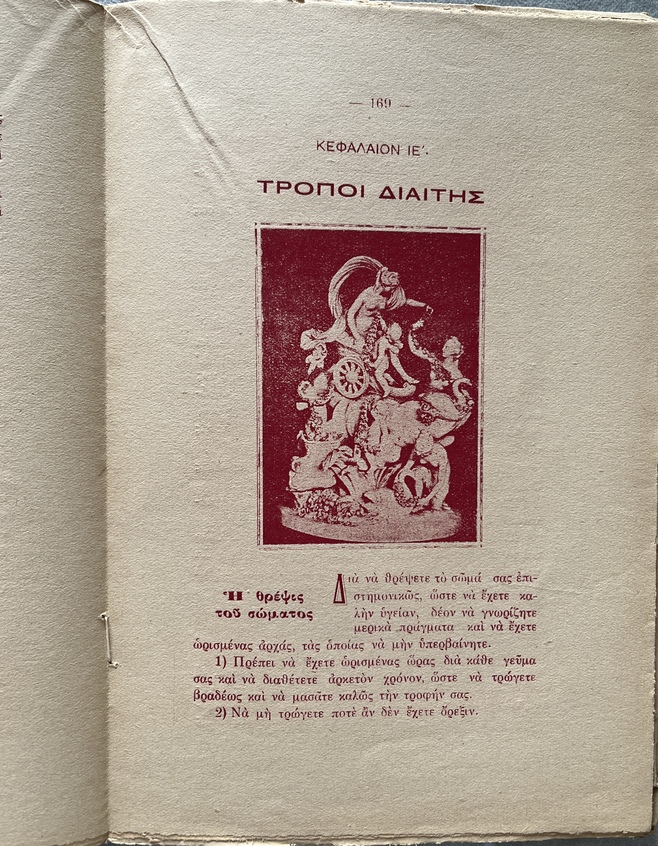 — 169 —
ΚΕΦΑΛΑΙΟΝ ΙΕ'.
ΤΡΟΠΟΙ ΔΙΑΙΤΗΣ
Ἡ θρέψις
τοῦ σώματος
Διὰ νὰ θρέψετε τὸ σῶμά σας ἐπι-
στημονικῶς, ὥστε νὰ ἔχετε κα-
λὴν ὑγείαν, δέον νὰ γνωρίζητε
μερικὰ πράγματα καὶ νὰ ἔχετε
ὡρισμένας ἀρχάς, τὰς ὁποίας νὰ μὴν ὑπερβαίνητε.
1) Πρέπει νὰ ἔχετε ὡρισμένας ὥρας διὰ κάθε γεῦμα
σας καὶ νὰ διαθέτετε ἀρκετὸν χρόνον, ὥστε νὰ τρώγετε
βραδέως καὶ νὰ μασᾶτε καλῶς τὴν τροφήν σας.
2) Νὰ μὴ τρώγετε ποτὲ ἂν δὲν ἔχετε ὄρεξιν.